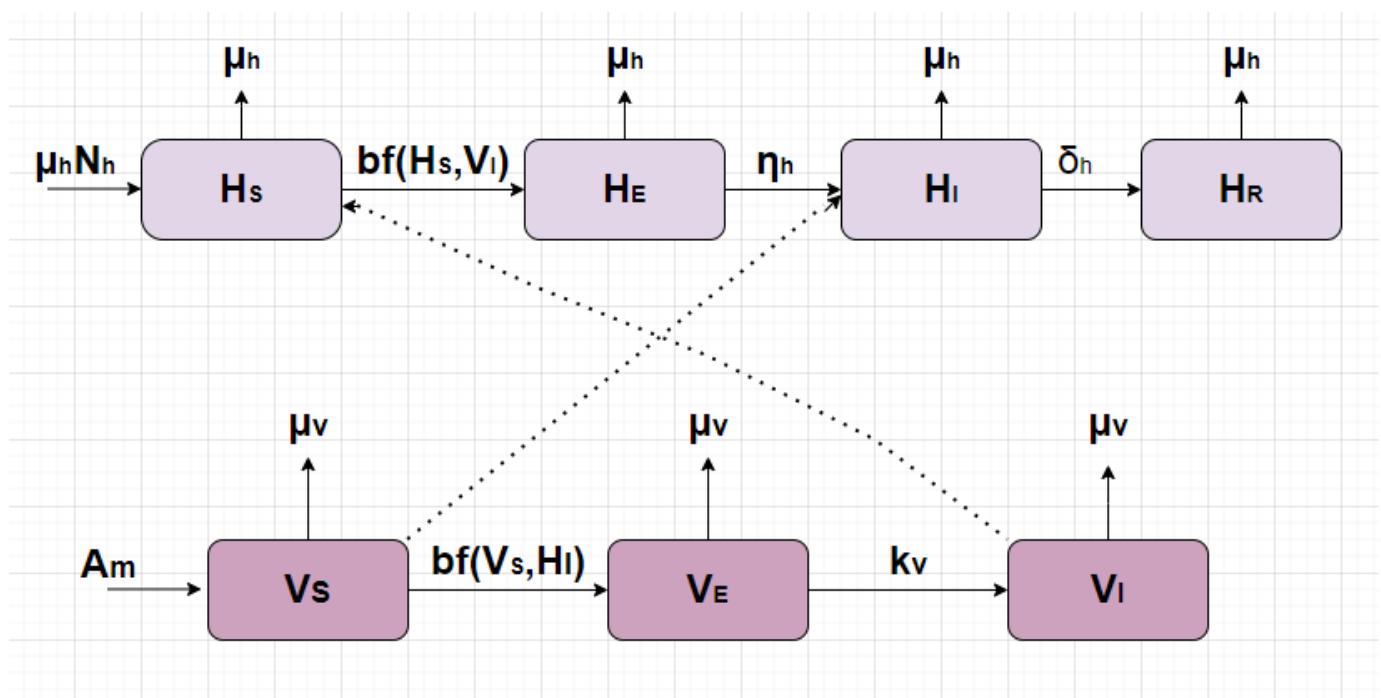 μh μh μh μh
μhNh bf(Hs,VI) ηh δh
HS HE HI HR
μv μv μv
Am bf(Vs,HI) kv
VS VE VI